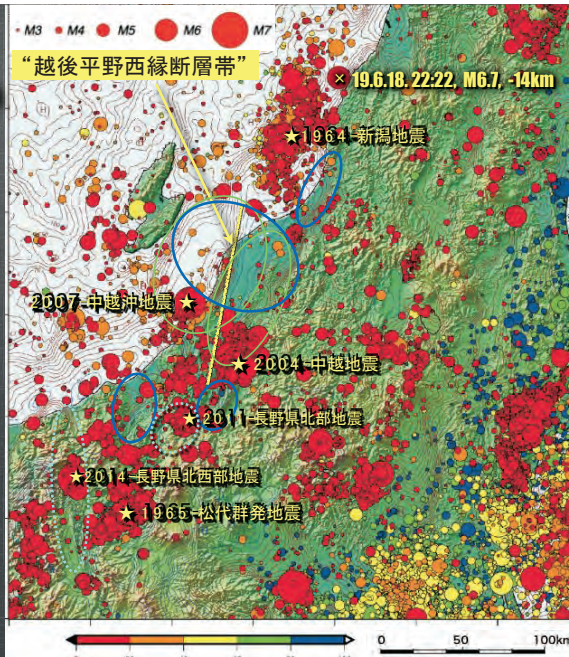 M3 M4 M5 M6 M7
“越後平野西縁断層帯”
19.6.18. 22:22, M6.7, -14km
1964-新潟地震
2007-中越沖地震
2004-中越地震
2011-長野県北部地震
2014-長野県北西部地震
1965-松代群発地震
0 50 100km